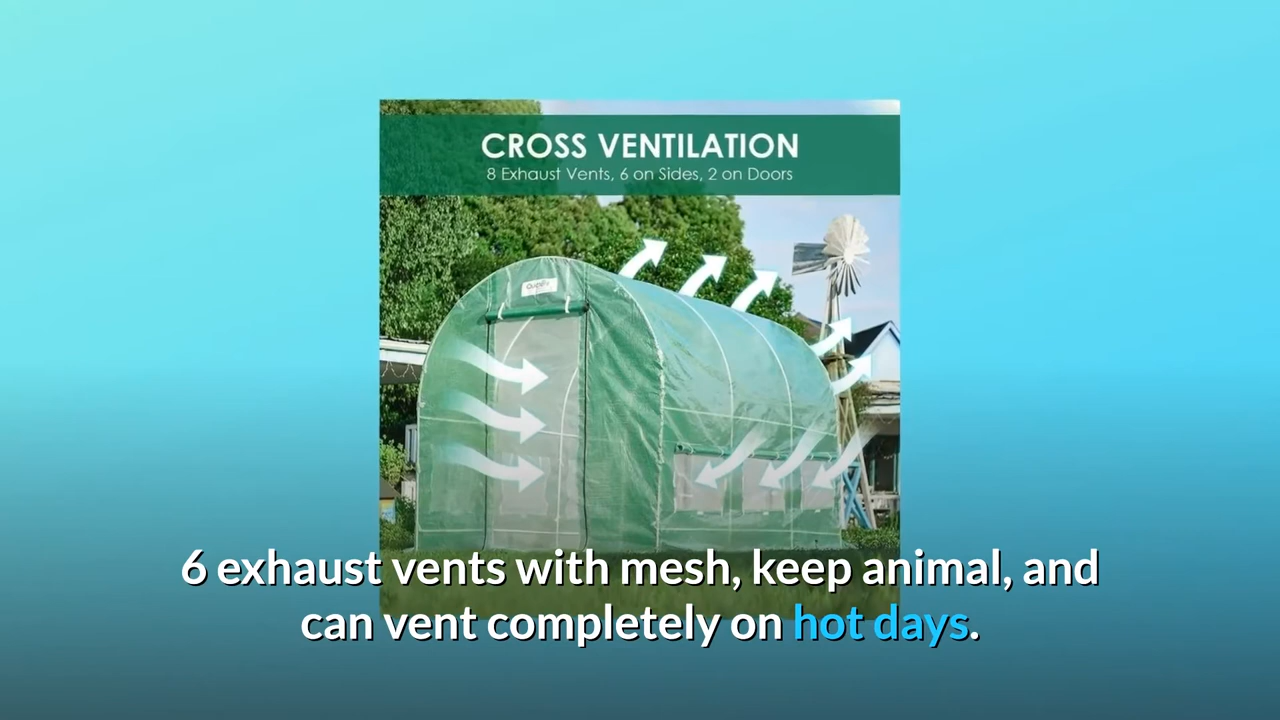 CROSS VENTILATION
8 Exhaust Vents, 6 on Sides, 2 on Doors
6 exhaust vents with mesh, keep animal, and
can vent completely on hot days.